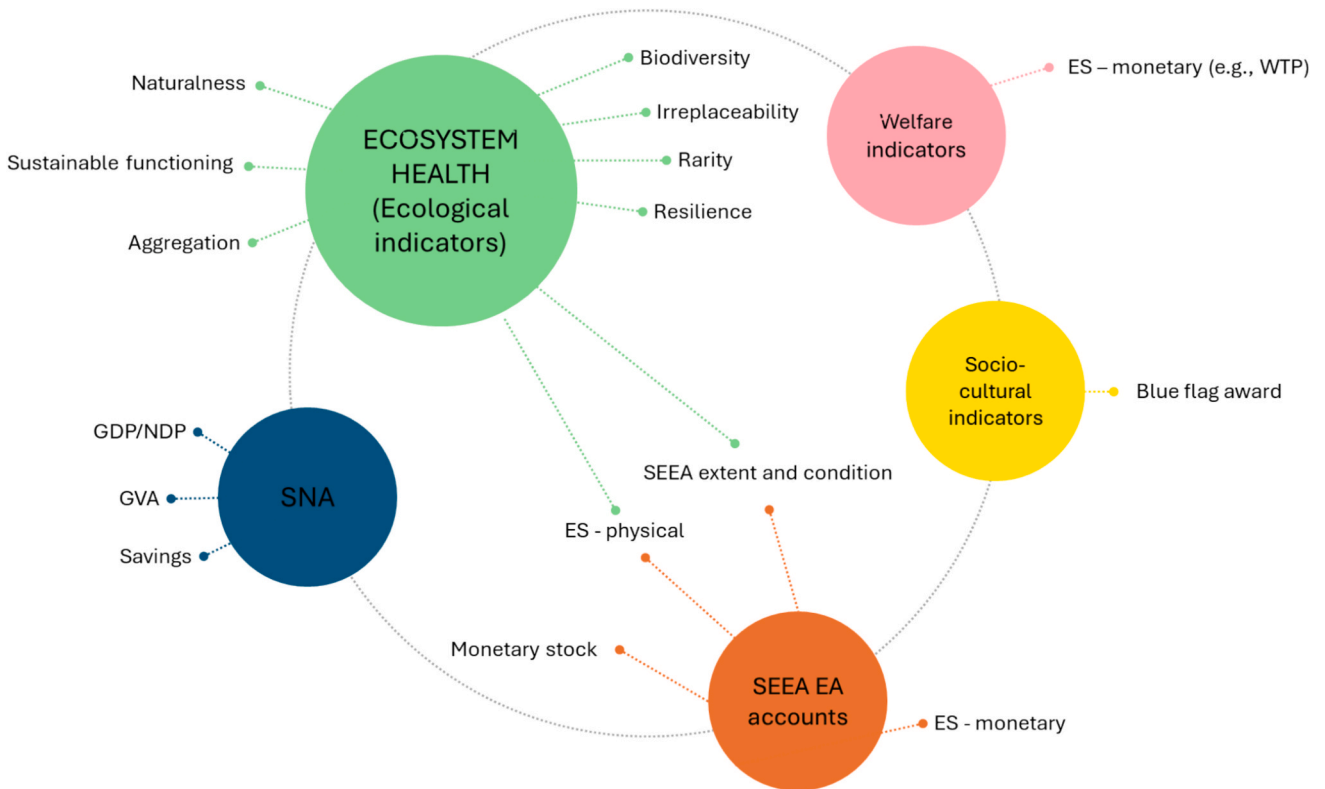 Biodiversity
ES – monetary (e.g., WTP)
Naturalness
Irreplaceability
Welfare
indicators
ECOSYSTEM
HEALTH
(Ecological
indicators)
Sustainable functioning
Rarity
Resilience
Aggregation
Socio-
cultural
indicators
Blue flag award
GDP/NDP
SEEA extent and condition
GVA
SNA
ES - physical
Savings
Monetary stock
SEEA EA
accounts
ES - monetary